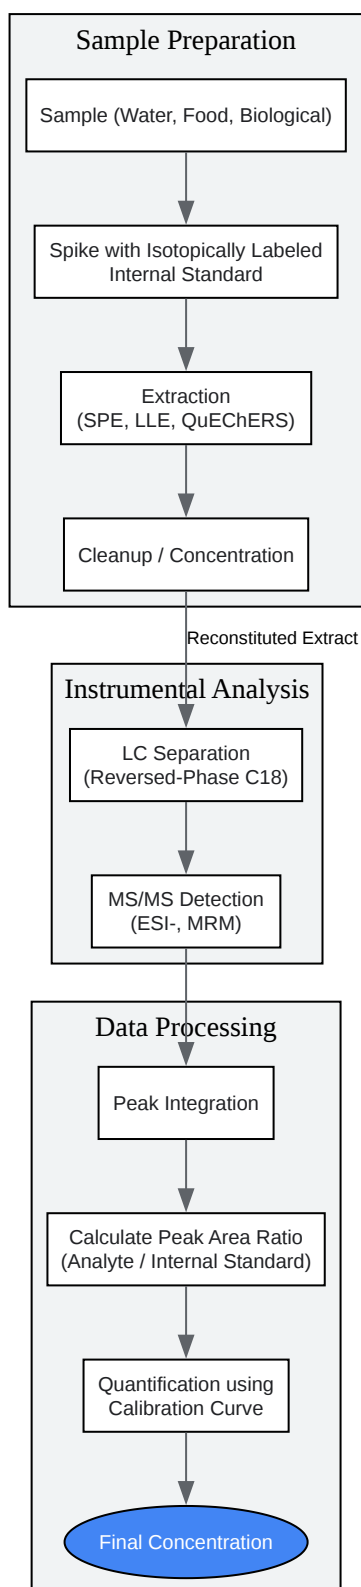 Sample Preparation
Sample (Water, Food, Biological)
Spike with Isotopically Labeled
Internal Standard
Extraction
(SPE, LLE, QuEChERS)
Cleanup / Concentration
Reconstituted Extract
Instrumental Analysis
LC Separation
(Reversed-Phase C18)
MS/MS Detection
(ESI-, MRM)
Data Processing
Peak Integration
Calculate Peak Area Ratio
(Analyte / Internal Standard)
Quantification using
Calibration Curve
Final Concentration